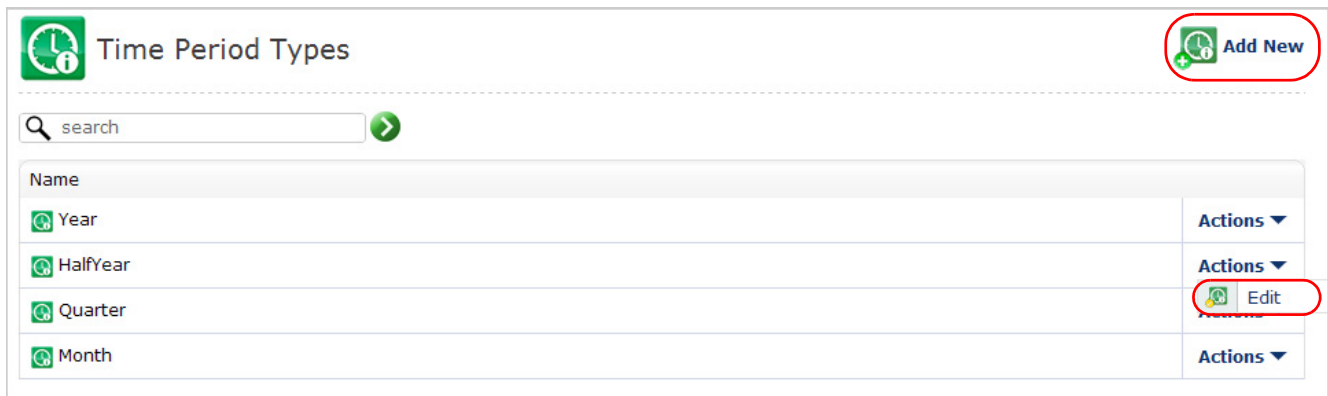 Time Period Types
Add New
search
Name
Year Actions
HalfYear Actions
Edit
Quarter
Month Actions